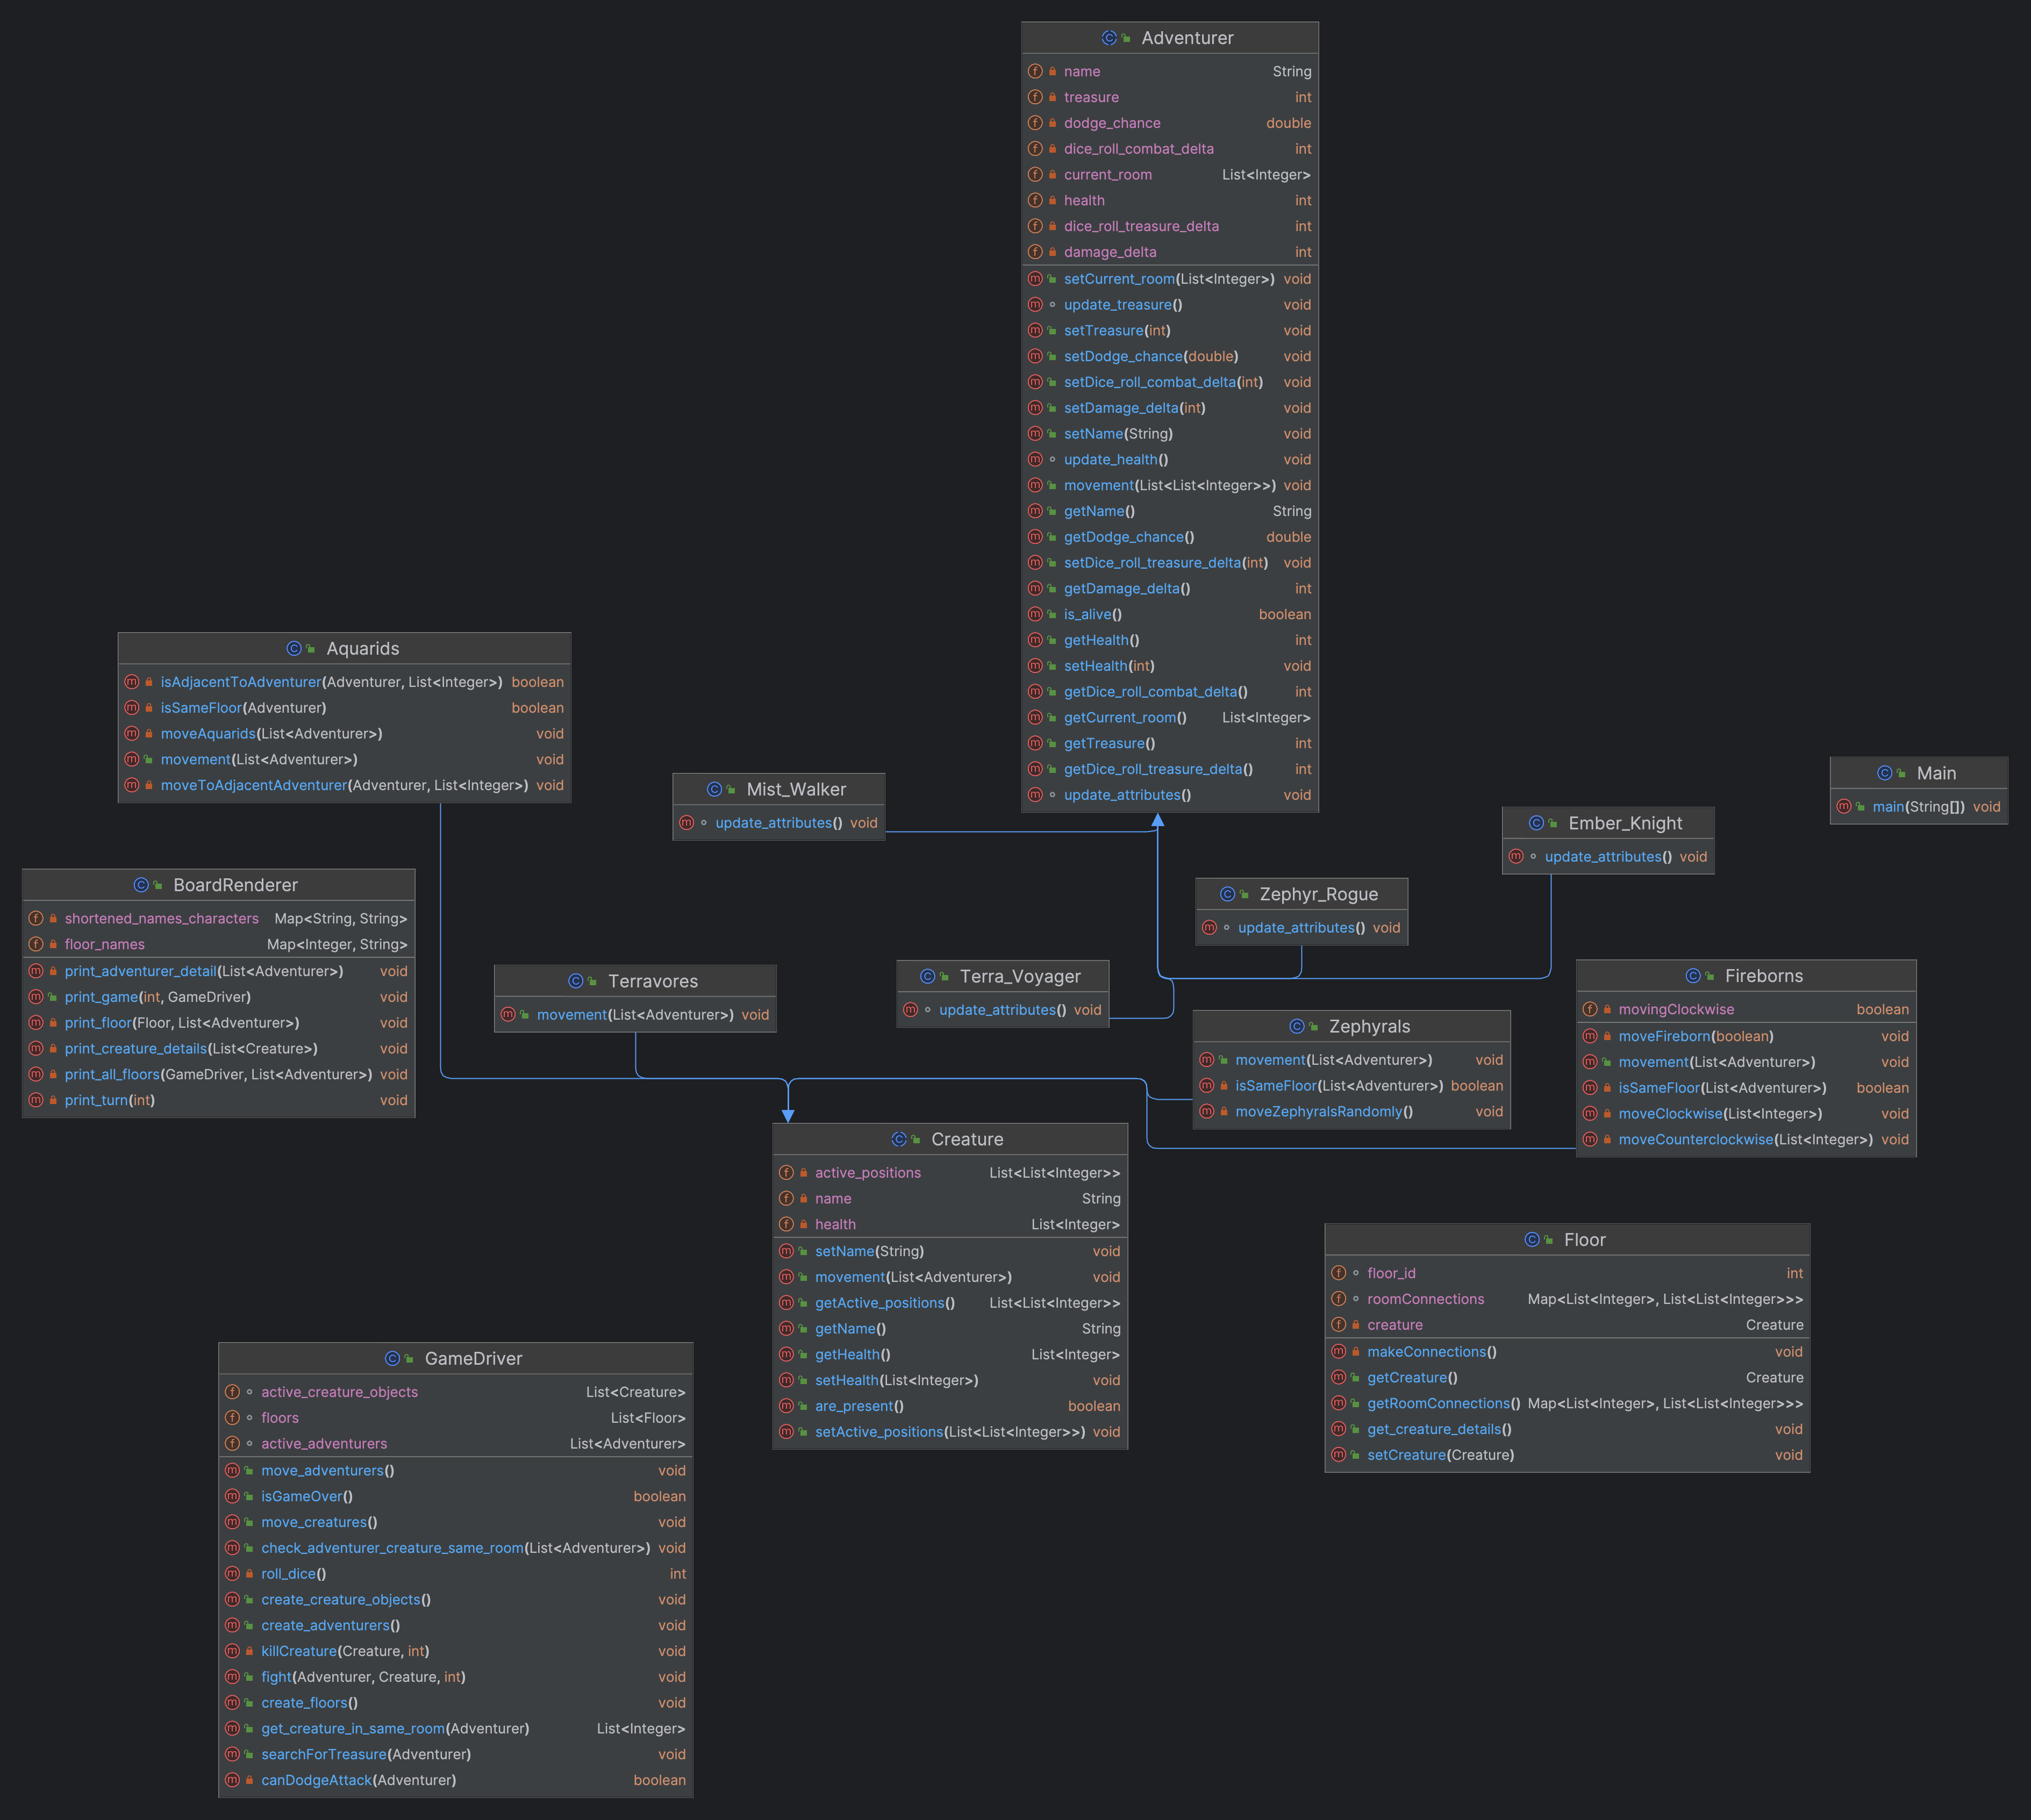 Adventurer
name String
treasure int
dodge_chance double
dice_roll_combat_delta int
current_room List<Integer>
health int
dice_roll_treasure_delta int
damage_delta int
setCurrent_room(List<Integer>) void
update_treasure() void
setTreasure(int) void
setDodge_chance(double) void
setDice_roll_combat_delta(int) void
setDamage_delta(int) void
setName(String) void
update_health() void
movement(List<List<Integer>>) void
getName() String
getDodge_chance() double
setDice_roll_treasure_delta(int) void
getDamage_delta() int
is_alive() boolean
getHealth() int
setHealth(int) void
getDice_roll_combat_delta() int
getCurrent_room() List<Integer>
getTreasure() int
getDice_roll_treasure_delta() int
update_attributes() void
Aquarids
isAdjacentToAdventurer(Adventurer, List<Integer>) boolean
isSameFloor(Adventurer) boolean
moveAquarids(List<Adventurer>) void
movement(List<Adventurer>) void
moveToAdjacentAdventurer(Adventurer, List<Integer>) void
Mist_Walker
update_attributes() void
Main
main(String[]) void
Ember_Knight
update_attributes() void
BoardRenderer
shortened_names_characters Map<String, String>
floor_names Map<Integer, String>
print_adventurer_detail(List<Adventurer>) void
print_game(int, GameDriver) void
print_floor(Floor, List<Adventurer>) void
print_creature_details(List<Creature>) void
print_all_floors(GameDriver, List<Adventurer>) void
print_turn(int) void
Zephyr_Rogue
update_attributes() void
Terravores
movement(List<Adventurer>) void
Terra_Voyager
update_attributes() void
Fireborns
movingClockwise boolean
moveFireborn(boolean) void
movement(List<Adventurer>) void
isSameFloor(List<Adventurer>) boolean
moveClockwise(List<Integer>) void
moveCounterclockwise(List<Integer>) void
Zephyrals
movement(List<Adventurer>) void
isSameFloor(List<Adventurer>) boolean
moveZephyralsRandomly() void
Creature
active_positions List<List<Integer>>
name String
health List<Integer>
setName(String) void
movement(List<Adventurer>) void
getActive_positions() List<List<Integer>>
getName() String
getHealth() List<Integer>
setHealth(List<Integer>) void
are_present() boolean
setActive_positions(List<List<Integer>>) void
Floor
floor_id int
roomConnections Map<List<Integer>, List<List<Integer>>>
creature Creature
makeConnections() void
getCreature() Creature
getRoomConnections() Map<List<Integer>, List<List<Integer>>>
get_creature_details() void
setCreature(Creature) void
GameDriver
active_creature_objects List<Creature>
floors List<Floor>
active_adventurers List<Adventurer>
move_adventurers() void
isGameOver() boolean
move_creatures() void
check_adventurer_creature_same_room(List<Adventurer>) void
roll_dice() int
create_creature_objects() void
create_adventurers() void
killCreature(Creature, int) void
fight(Adventurer, Creature, int) void
create_floors() void
get_creature_in_same_room(Adventurer) List<Integer>
searchForTreasure(Adventurer) void
canDodgeAttack(Adventurer) boolean